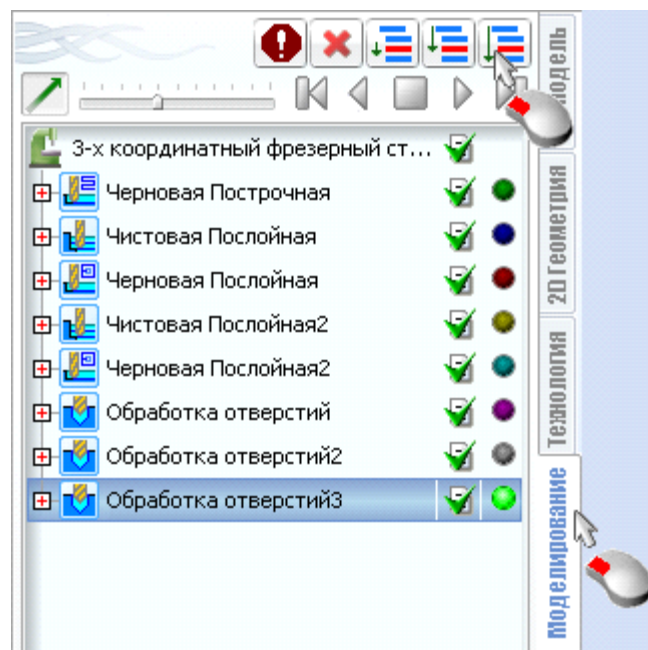 3-х координатный фрезерный ст...
Черновая Построчная
Чистовая Послойная
Черновая Послойная
Чистовая Послойная2
Черновая Послойная2
Обработка отверстий
Обработка отверстий2
Обработка отверстий3
2D Геометрия
Технология
Моделирование